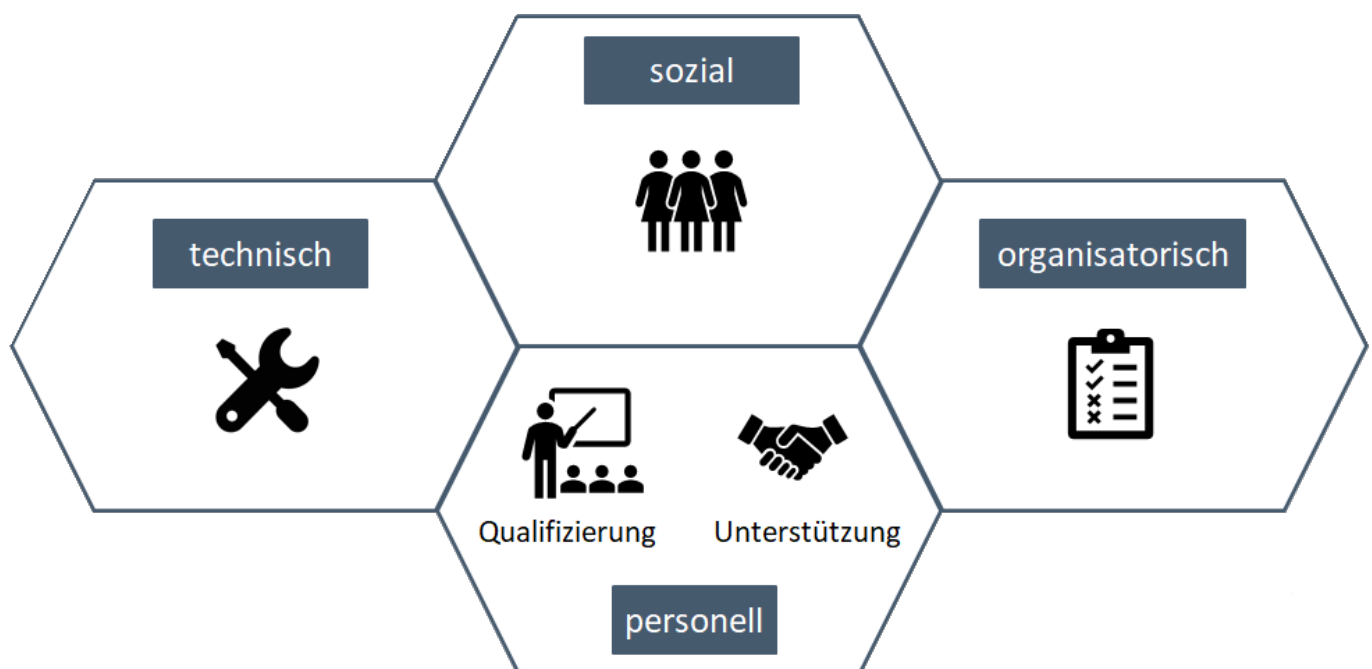 sozial
technisch
organisatorisch
Qualifizierung
Unterstützung
personell